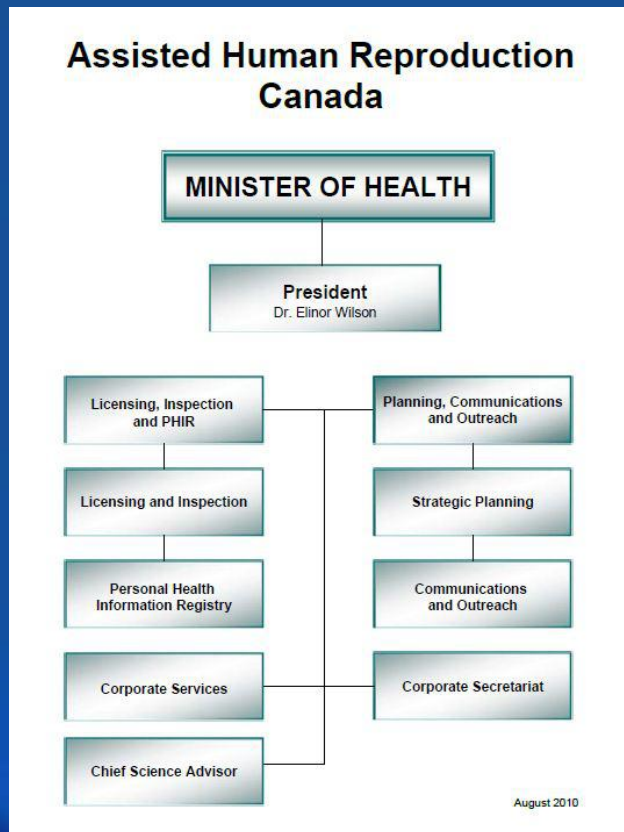 Assisted Human Reproduction
Canada
MINISTER OF HEALTH
President
Dr. Elinor Wilson
Licensing, Inspection
and PHIR
Planning, Communications
and Outreach
Licensing and Inspection
Strategic Planning
Personal Health
Information Registry
Communications
and Outreach
Corporate Services
Corporate Secretariat
Chief Science Advisor
August 2010